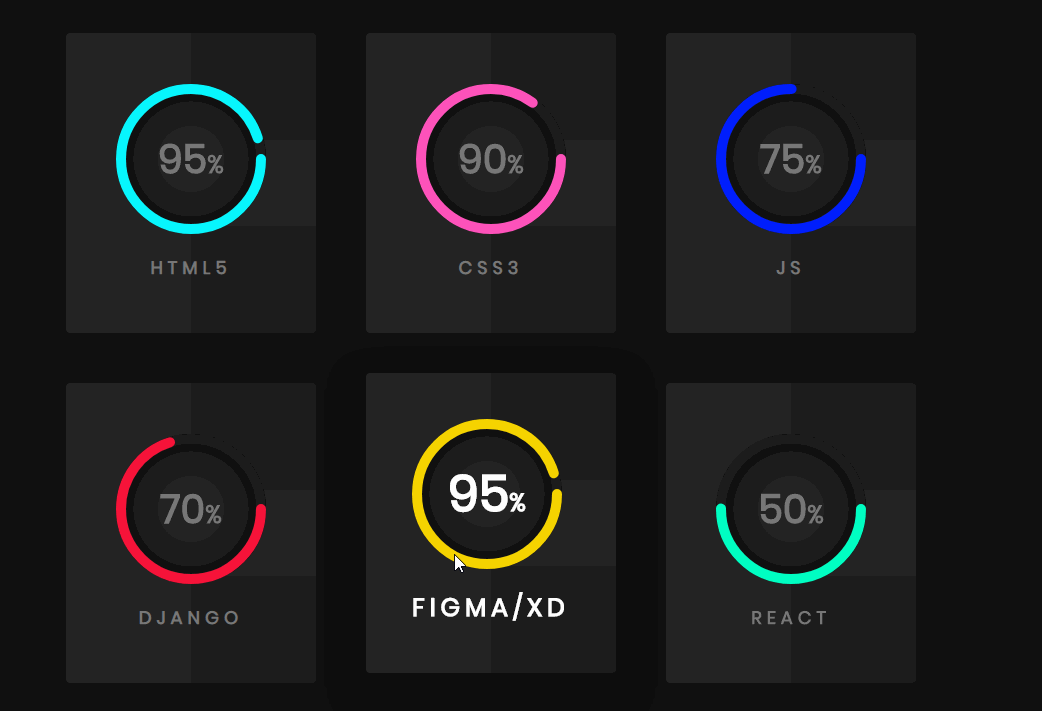 95%
HTML5
90%
CSS3
75%
JS
70%
DJANGO
95%
FIGMA/XD
50%
REACT